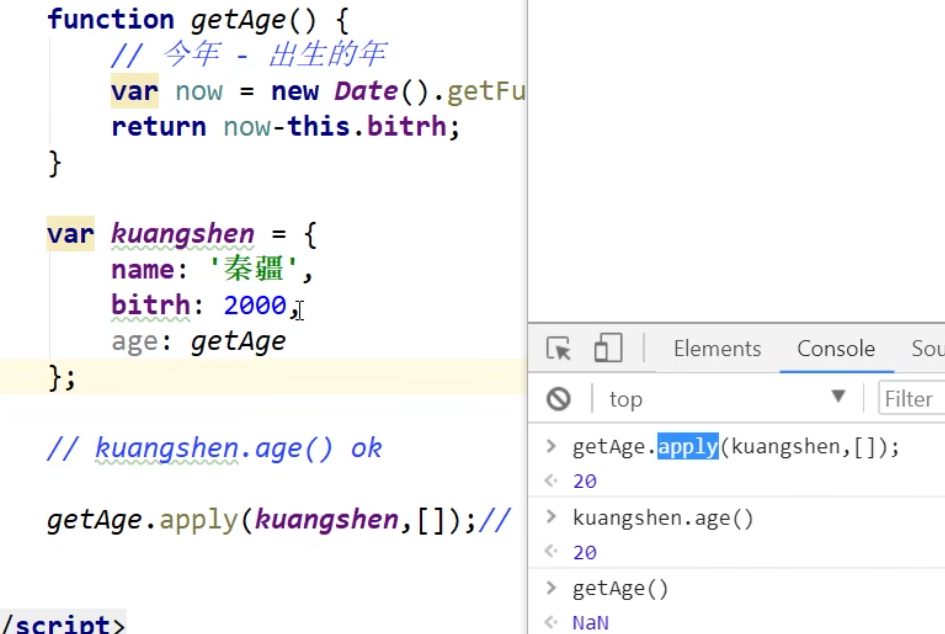 function getAge() {
// 今年 - 出生的年
var now = new Date().getFu
return now-this.bitrh;
}
var kuangshen = {
name: '秦疆',
bitrh: 2000,
age: getAge
};
// kuangshen.age() ok
getAge.apply(kuangshen,[]);//
/script>
Elements Console Sou
top ▼ Filter
> getAge.apply(kuangshen,[]);
<· 20
> kuangshen.age()
<· 20
> getAge()
<· NaN